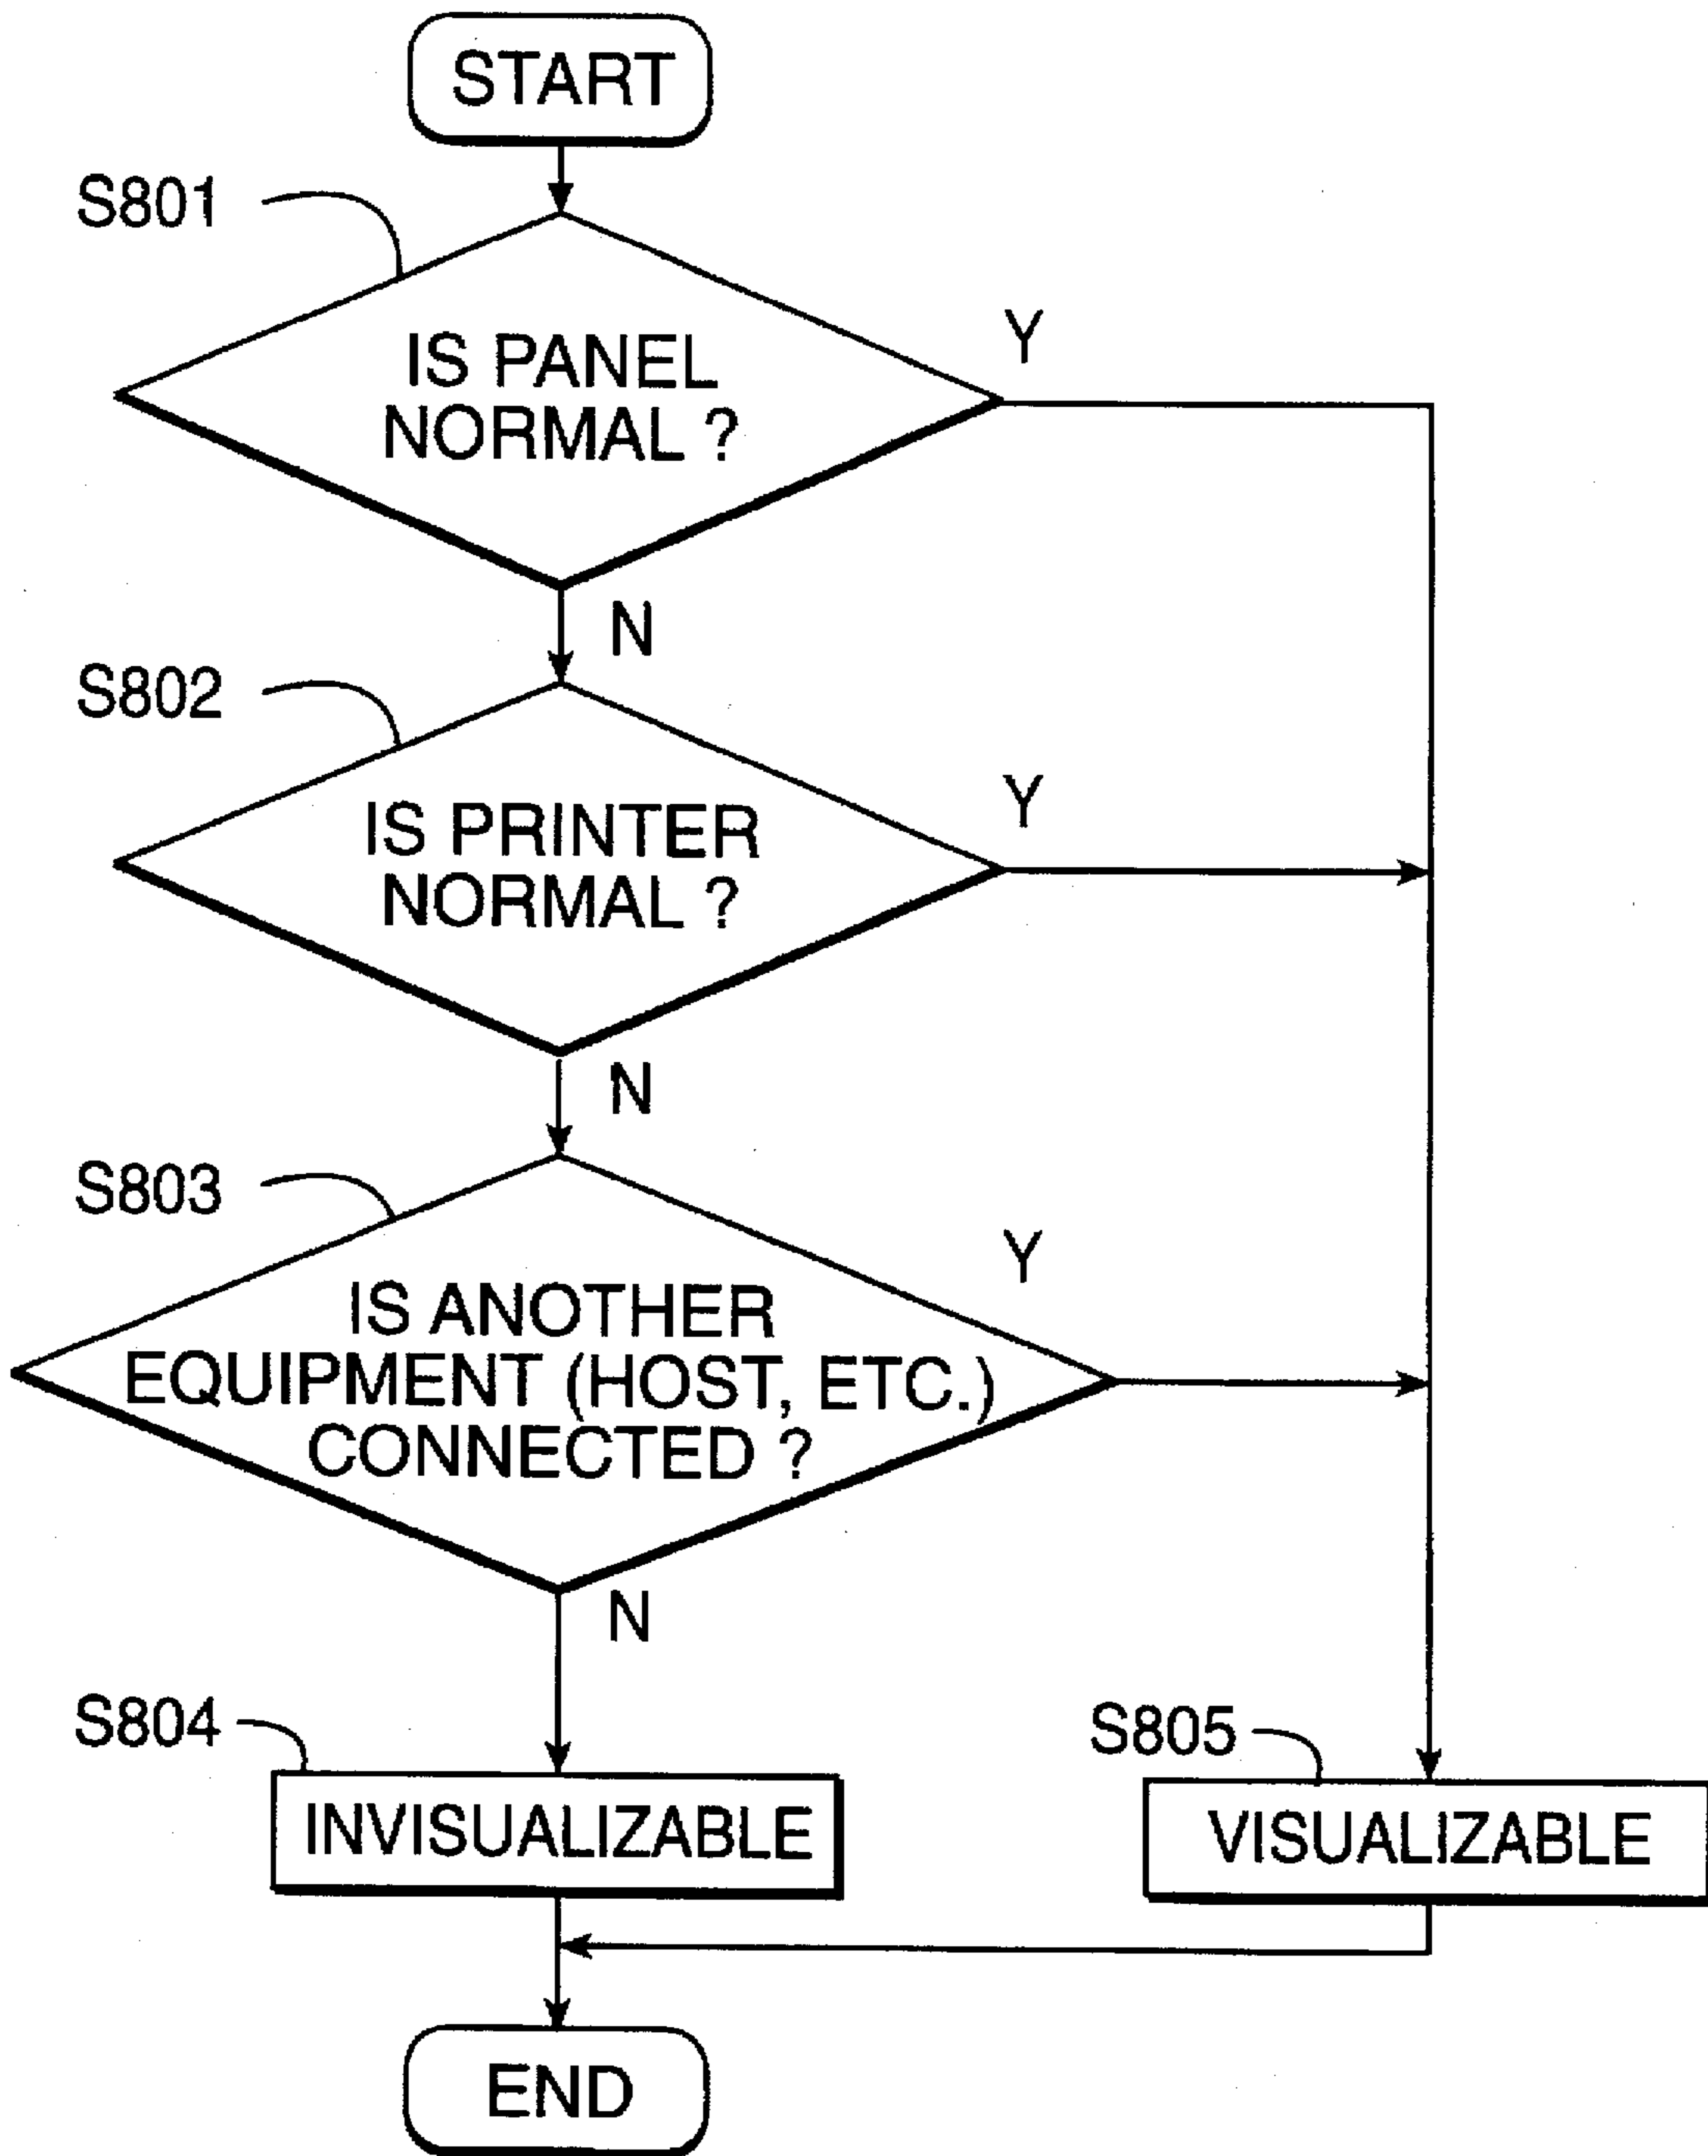 START
S801
IS PANEL
NORMAL ?
Y
N
S802
IS PRINTER
NORMAL ?
Y
N
S803
IS ANOTHER
EQUIPMENT (HOST, ETC.)
CONNECTED ?
Y
N
S804
INVISUALIZABLE
S805
VISUALIZABLE
END